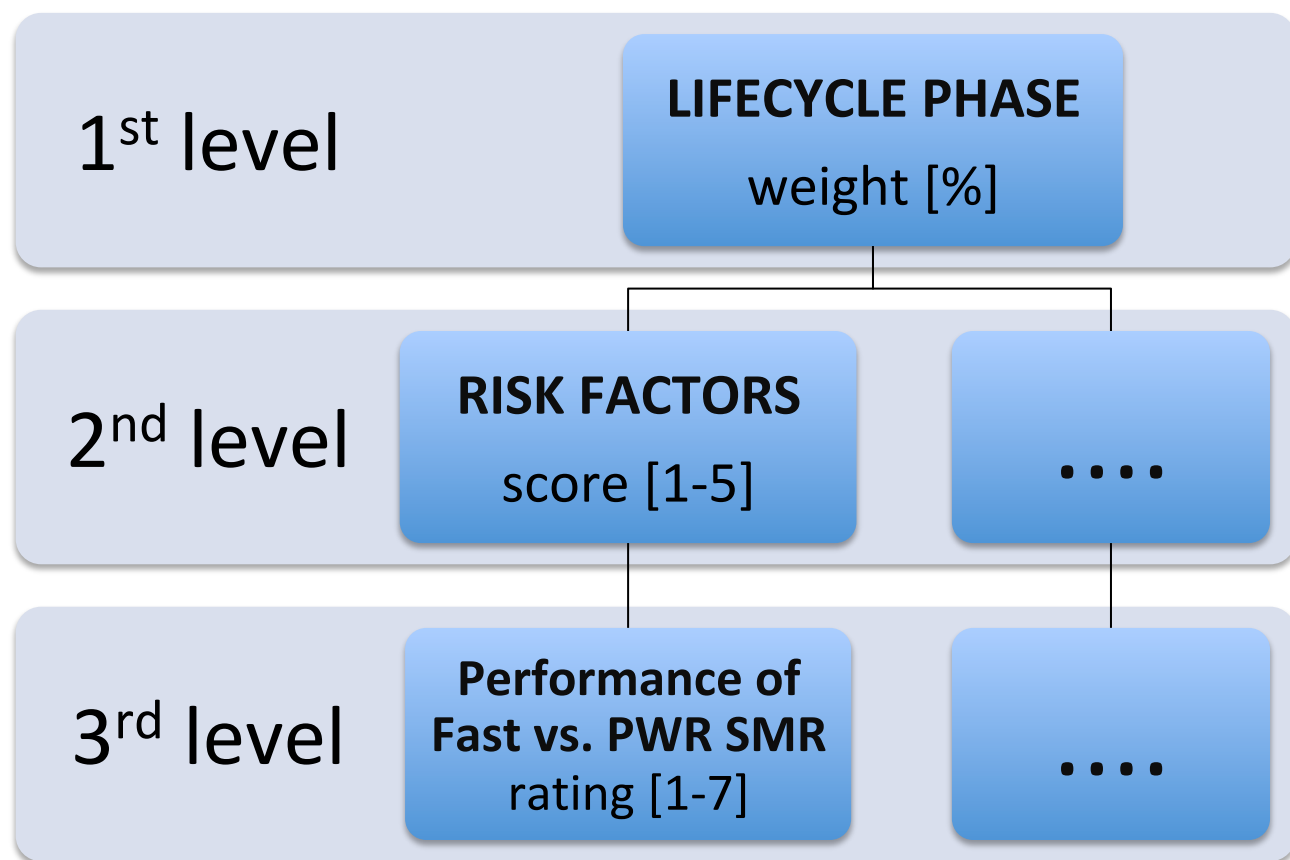 1st level
LIFECYCLE PHASE
weight [%]
2nd level
RISK FACTORS
score [1-5]
....
3rd level
Performance of
Fast vs. PWR SMR
rating [1-7]
....